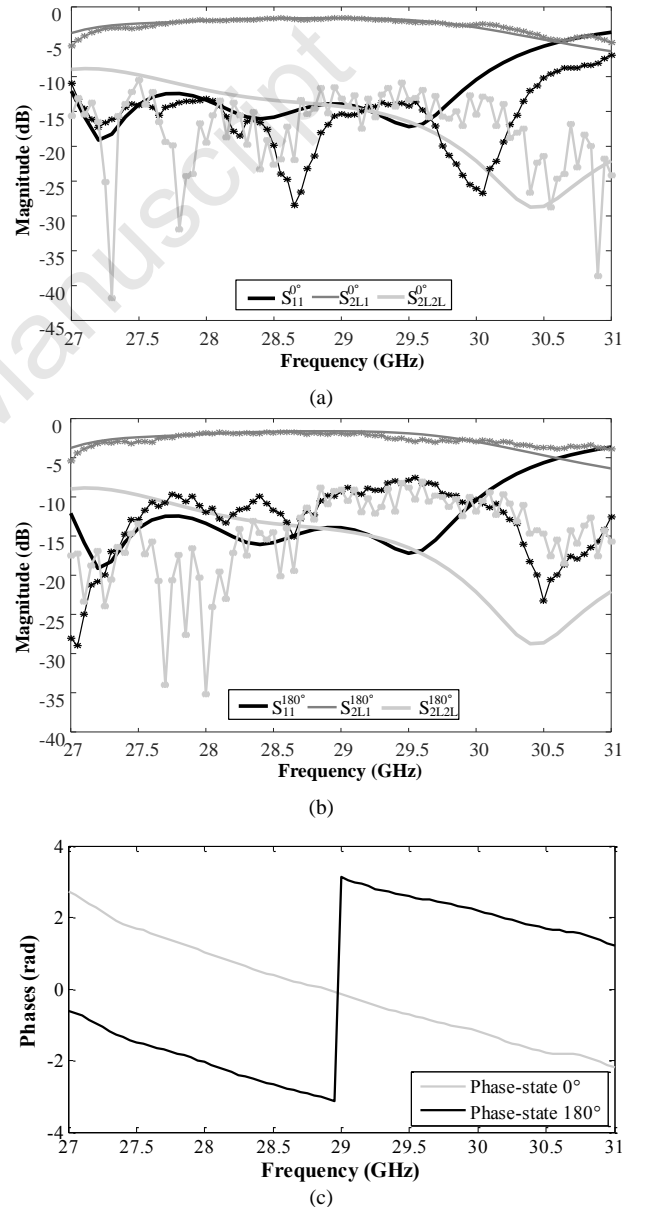 Manuscript
0
-5
-10
-15
-20
-25
-30
-35
-40
-45
Magnitude (dB)
S11^0° S2L1^0° S2L2L^0°
27 27.5 28 28.5 29 29.5 30 30.5 31
Frequency (GHz)
(a)
0
-5
-10
-15
-20
-25
-30
-35
-40
Magnitude (dB)
S11^180° S2L1^180° S2L2L^180°
27 27.5 28 28.5 29 29.5 30 30.5 31
Frequency (GHz)
(b)
4
2
0
-2
-4
Phases (rad)
Phase-state 0°
Phase-state 180°
27 27.5 28 28.5 29 29.5 30 30.5 31
Frequency (GHz)
(c)